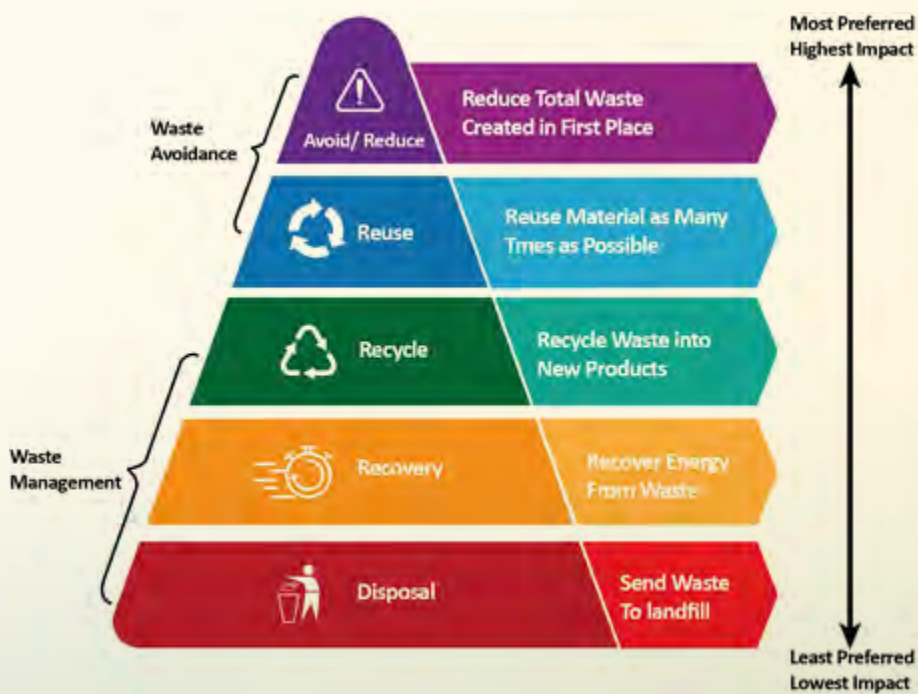 Most Preferred
Highest Impact
Waste
Avoidance
Avoid/ Reduce
Reduce Total Waste
Created in First Place
Reuse
Reuse Material as Many
Tmes as Possible
Recycle
Recycle Waste into
New Products
Waste
Management
Recovery
Recover Energy
From Waste
Disposal
Send Waste
To landfill
Least Preferred
Lowest Impact